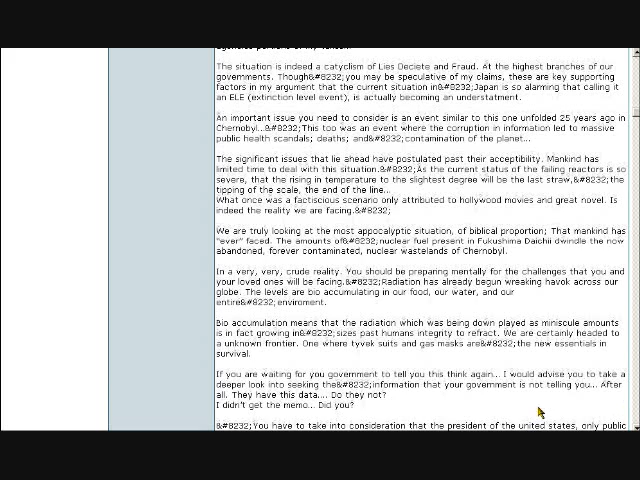 The situation is indeed a catyclism of Lies Deciete and Fraud. At the highest branches of our
governments. Though&#8232;you may be speculative of my claims, these are key supporting
factors in my argument that the current situation in&#8232;Japan is so alarming that calling it
an ELE (extinction level event), is actually becoming an understatment.
An important issue you need to consider is an event similar to this one unfolded 25 years ago in
Chernobyl...&#8232;This too was an event where the corruption in information led to massive
public health scandals; deaths; and&#8232;contamination of the planet...
The significant issues that lie ahead have postulated past their acceptibility. Mankind has
limited time to deal with this situation.&#8232;As the current status of the failing reactors is so
severe, that the rising in temperature to the slightest degree will be the last straw,&#8232;the
tipping of the scale, the end of the line...
What once was a factiscious scenario only attributed to hollywood movies and great novel. Is
indeed the reality we are facing.&#8232;
We are truly looking at the most appocalyptic situation, of biblical proportion; That mankind has
"ever" faced. The amounts of&#8232;nuclear fuel present in Fukushima Daichii dwindle the now
abandoned, forever contaminated, nuclear wastelands of Chernobyl.
In a very, very, crude reality. You should be preparing mentally for the challenges that you and
your loved ones will be facing.&#8232;Radiation has already begun wreaking havok across our
globe. The levels are bio accumulating in our food, our water, and our
entire&#8232;enviroment.
Bio accumulation means that the radiation which was being down played as miniscule amounts
is in fact growing in&#8232;sizes past humans integrity to refract. We are certainly headed to
a unknown frontier. One where tyvek suits and gas masks are&#8232;the new essentials in
survival.
If you are waiting for you government to tell you this think again... I would advise you to take a
deeper look into seeking the&#8232;information that your government is not telling you... After
all. They have this data.... Do they not?
I didn't get the memo... Did you?
&#8232;You have to take into consideration that the president of the united states, only public